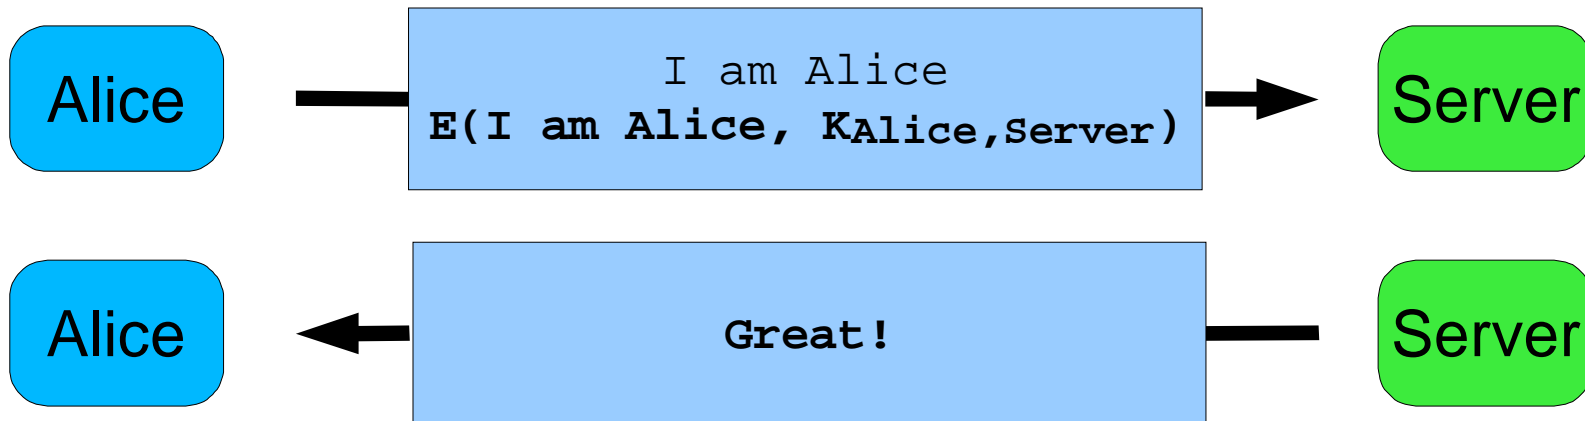 Alice
I am Alice
E(I am Alice, KAlice,Server)
Server
Alice
Great!
Server